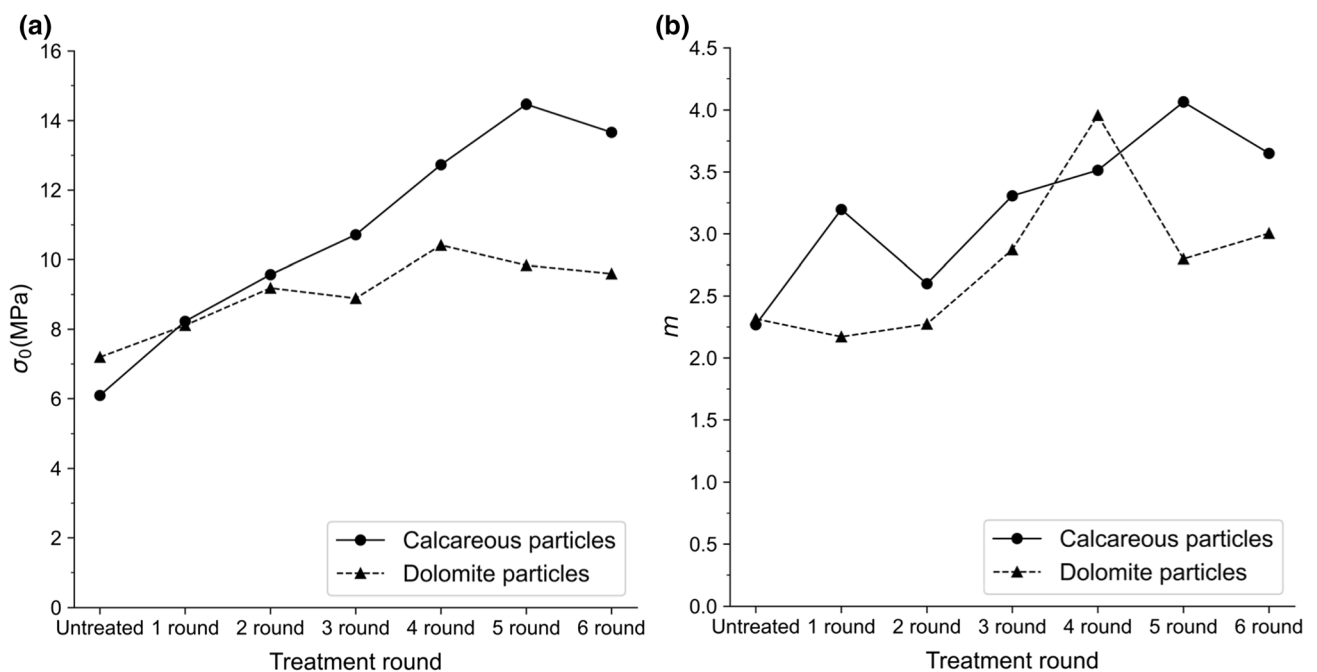 (a)
16
14
12
10
8
6
4
2
0
σ0(MPa)
Calcareous particles
Dolomite particles
Untreated 1 round 2 round 3 round 4 round 5 round 6 round
Treatment round
(b)
4.5
4.0
3.5
3.0
2.5
2.0
1.5
1.0
0.5
0.0
m
Calcareous particles
Dolomite particles
Untreated 1 round 2 round 3 round 4 round 5 round 6 round
Treatment round